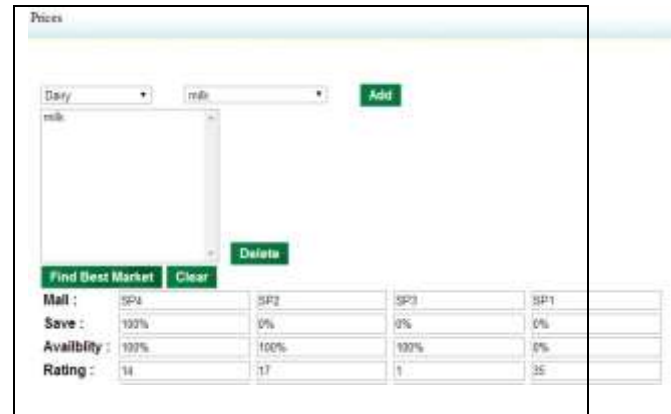 Prices
Dairy milk Add
milk
Delete
Find Best Market Clear
Mall : SP4 SP2 SP3 SP1
Save : 100% 0% 0% 0%
Availblity : 100% 100% 100% 0%
Rating : 14 17 1 35